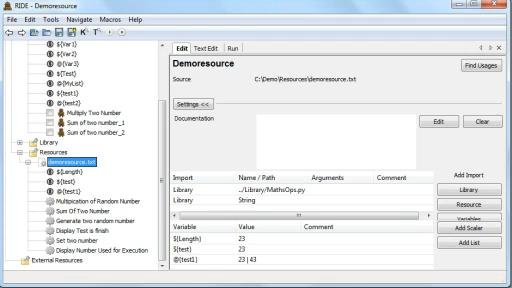 RIDE - Demoresource
File Edit Tools Navigate Macros Help
${Var1}
${Var2}
@{Var3}
${Test}
@{MyList}
${test1}
@{test2}
Multiply Two Number
Sum of two number_1
Sum of two number_2
Library
Resources
demoresource.txt
${Length}
${test}
@{test1}
Multipication of Random Number
Sum Of Two Number
Generate two random number
Display Test is finish
Set two number
Display Number Used for Execution
External Resources
Edit Text Edit Run
Demoresource
Find Usages
Source C:\Demo\Resources\demoresource.txt
Settings <<
Documentation
Edit Clear
Import Name / Path Arguments Comment
Library ../Library/MathsOps.py
Library String
Add Import
Library
Resource
Variables
Add Scalar
Add List
Variable Value Comment
${Length} 23
${test} 23
@{test1} 23 | 43